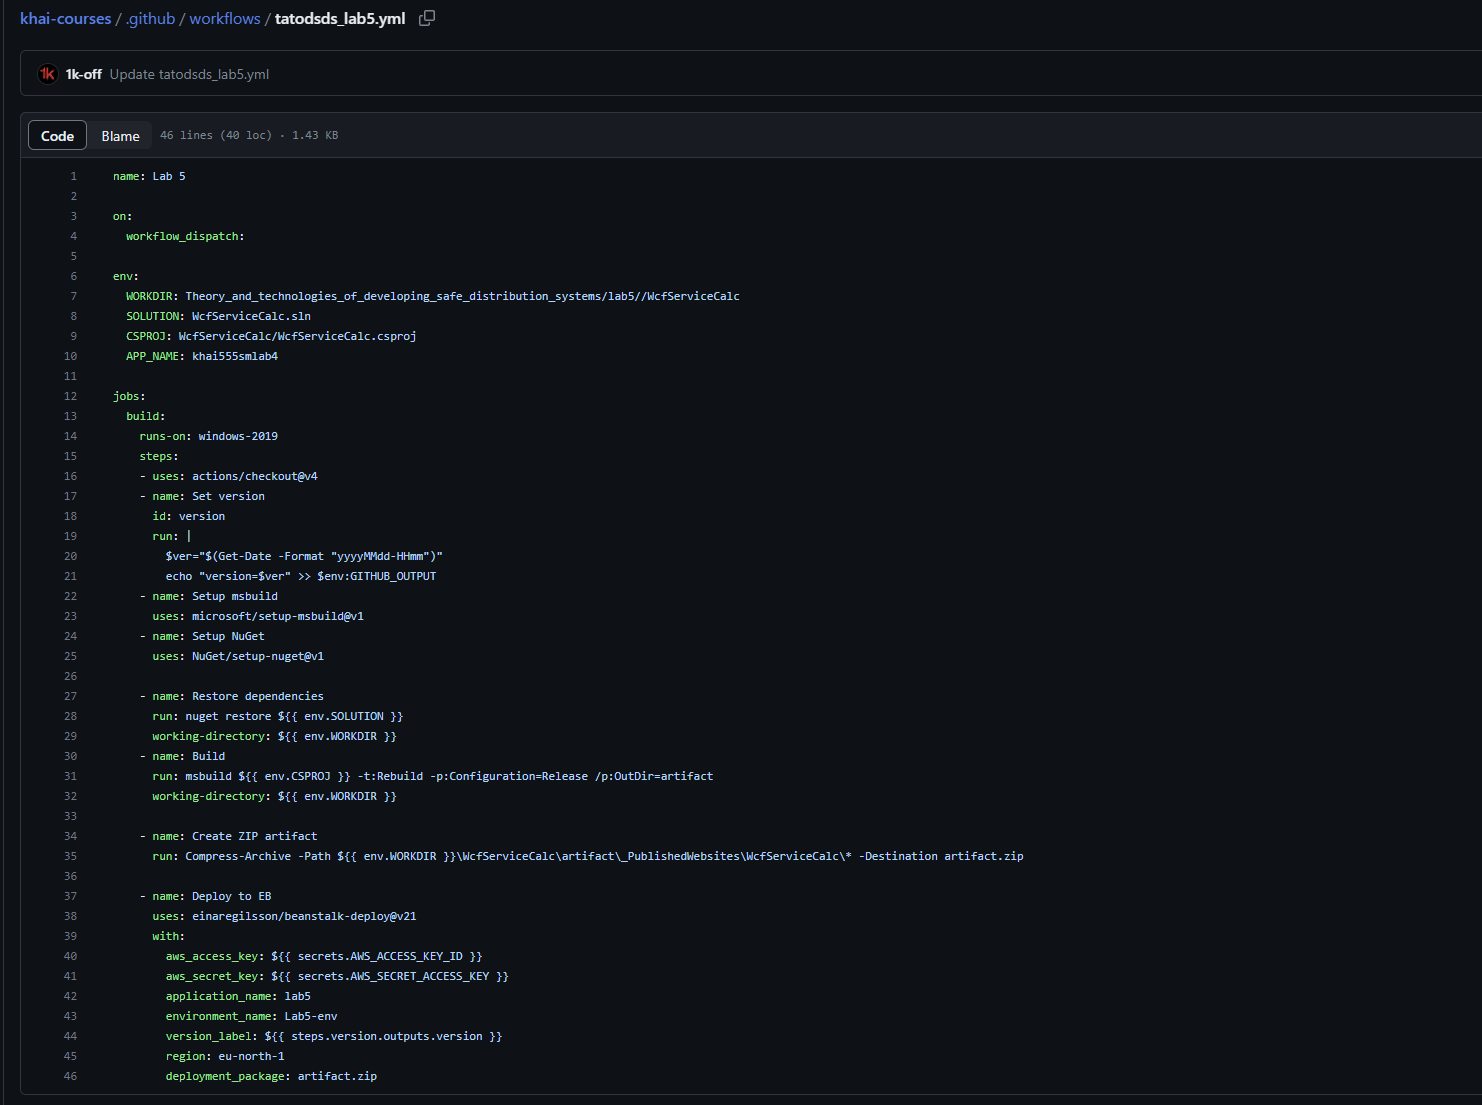 khai-courses / .github / workflows / tatodsds_lab5.yml
1k 1k-off Update tatodsds_lab5.yml
Code Blame 46 lines (40 loc) · 1.43 KB
1 name: Lab 5
2
3 on:
4   workflow_dispatch:
5
6 env:
7   WORKDIR: Theory_and_technologies_of_developing_safe_distribution_systems/lab5//WcfServiceCalc
8   SOLUTION: WcfServiceCalc.sln
9   CSPROJ: WcfServiceCalc/WcfServiceCalc.csproj
10   APP_NAME: khai555smlab4
11
12 jobs:
13   build:
14     runs-on: windows-2019
15     steps:
16     - uses: actions/checkout@v4
17     - name: Set version
18       id: version
19       run: |
20         $ver="$(Get-Date -Format "yyyyMMdd-HHmm")"
21         echo "version=$ver" >> $env:GITHUB_OUTPUT
22     - name: Setup msbuild
23       uses: microsoft/setup-msbuild@v1
24     - name: Setup NuGet
25       uses: NuGet/setup-nuget@v1
26
27     - name: Restore dependencies
28       run: nuget restore ${{ env.SOLUTION }}
29       working-directory: ${{ env.WORKDIR }}
30     - name: Build
31       run: msbuild ${{ env.CSPROJ }} -t:Rebuild -p:Configuration=Release /p:OutDir=artifact
32       working-directory: ${{ env.WORKDIR }}
33
34     - name: Create ZIP artifact
35       run: Compress-Archive -Path ${{ env.WORKDIR }}\WcfServiceCalc\artifact\_PublishedWebsites\WcfServiceCalc\* -Destination artifact.zip
36
37     - name: Deploy to EB
38       uses: einaregilsson/beanstalk-deploy@v21
39       with:
40         aws_access_key: ${{ secrets.AWS_ACCESS_KEY_ID }}
41         aws_secret_key: ${{ secrets.AWS_SECRET_ACCESS_KEY }}
42         application_name: lab5
43         environment_name: Lab5-env
44         version_label: ${{ steps.version.outputs.version }}
45         region: eu-north-1
46         deployment_package: artifact.zip